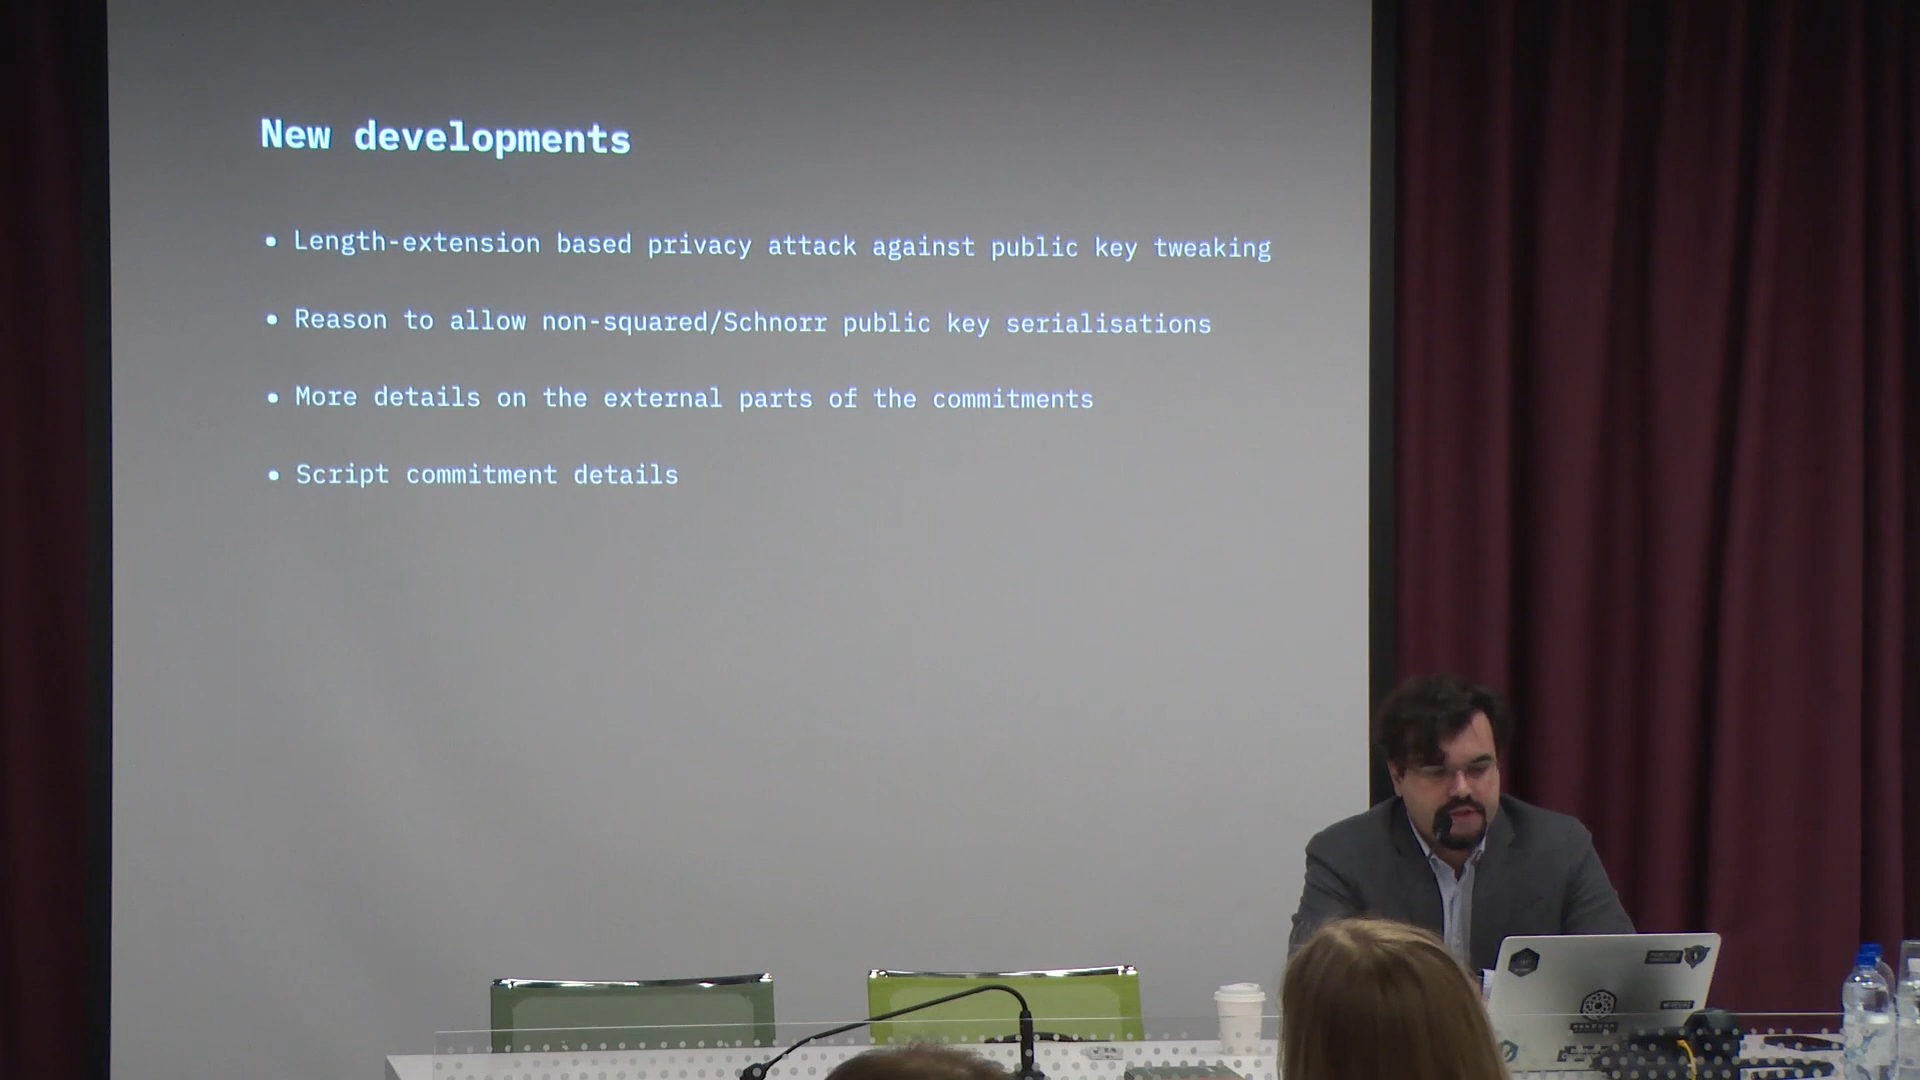 New developments
• Length-extension based privacy attack against public key tweaking
• Reason to allow non-squared/Schnorr public key serialisations
• More details on the external parts of the commitments
• Script commitment details